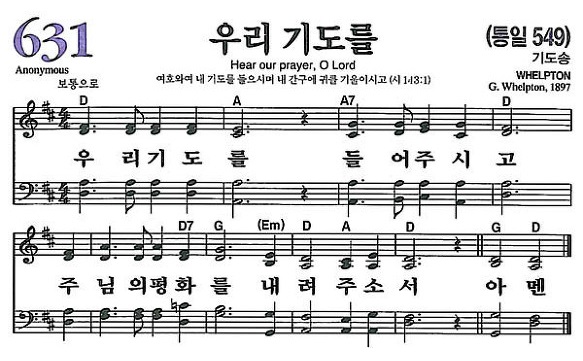 631
우리 기도를
(통일 549)
Hear our prayer, O Lord
Anonymous
기도송
보통으로
여호와여 내 기도를 들으시며 내 간구에 귀를 기울이시고 (시 143:1)
WHELPTON
G. Whelpton, 1897
D A A7
우 리 기 도 를 들 어 주 시 고
D7 G (Em) D A D G D
주 님 의 평 화 를 내 려 주 소 서 아 멘